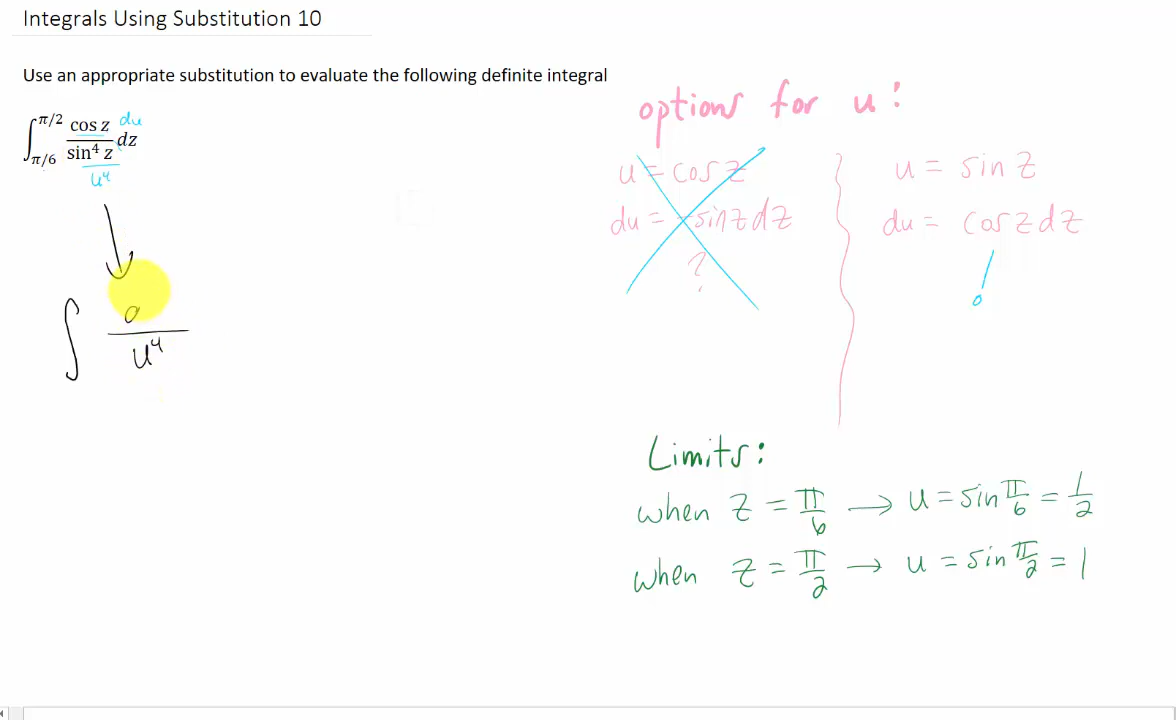 Integrals Using Substitution 10
Use an appropriate substitution to evaluate the following definite integral
∫_{π/6}^{π/2} cos z / sin⁴ z dz
du
u⁴
∫ / u⁴
options for u:
u = cos z
du = -sin z dz
?
u = sin z
du = cos z dz
!
Limits:
when z = π/6 → u = sin π/6 = 1/2
when z = π/2 → u = sin π/2 = 1